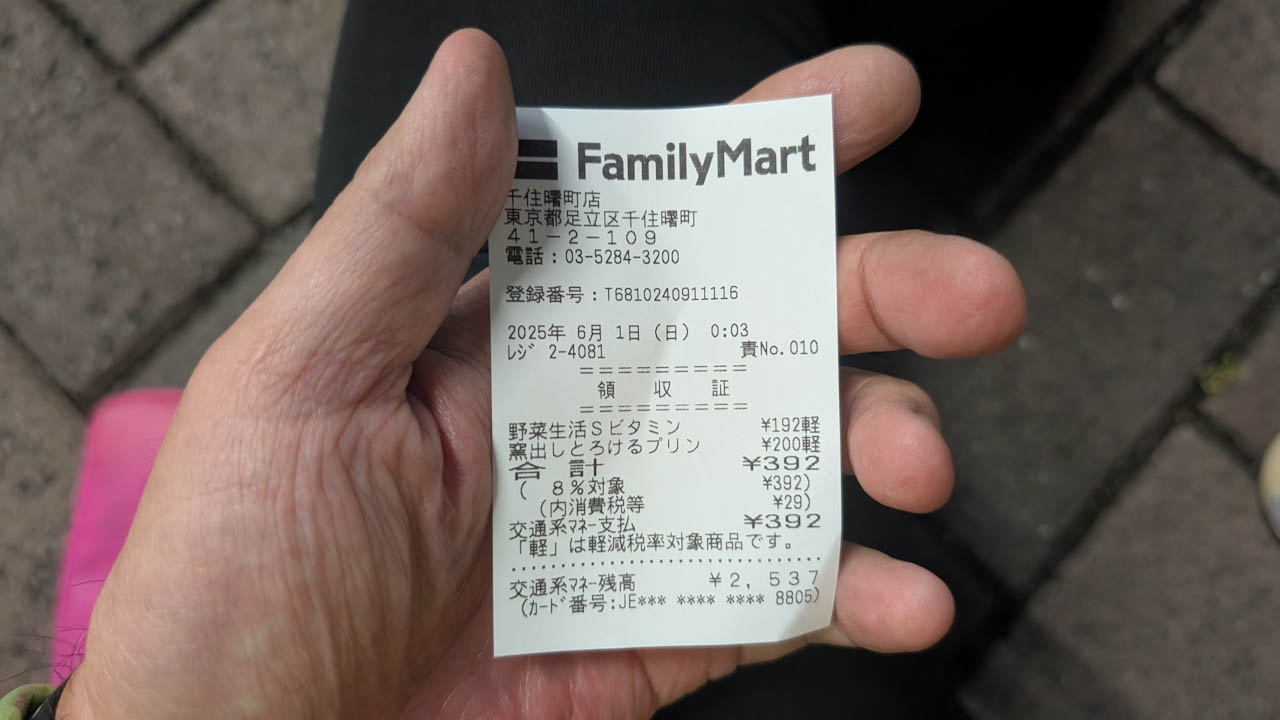 FamilyMart
千住曙町店
東京都足立区千住曙町
41-2-109
電話:03-5284-3200
登録番号:T6810240911116
2025年 6月 1日(日) 0:03
レジ 2-4081 責No.010
=========
領 収 証
=========
野菜生活Sビタミン ¥192軽
窯出しとろけるプリン ¥200軽
合 計 ¥392
( 8%対象 ¥392)
(内消費税等 ¥29)
交通系マネー支払 ¥392
「軽」は軽減税率対象商品です。
交通系マネー残高 ¥2,537
(カード番号:JE*** **** **** 8805)